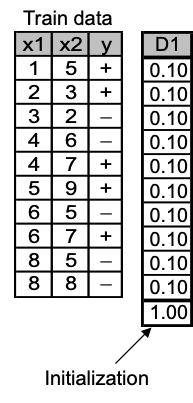 Train data
x1 x2 y D1
1 5 + 0.10
2 3 + 0.10
3 2 – 0.10
4 6 – 0.10
4 7 + 0.10
5 9 + 0.10
6 5 – 0.10
6 7 + 0.10
8 5 – 0.10
8 8 – 0.10
1.00
Initialization